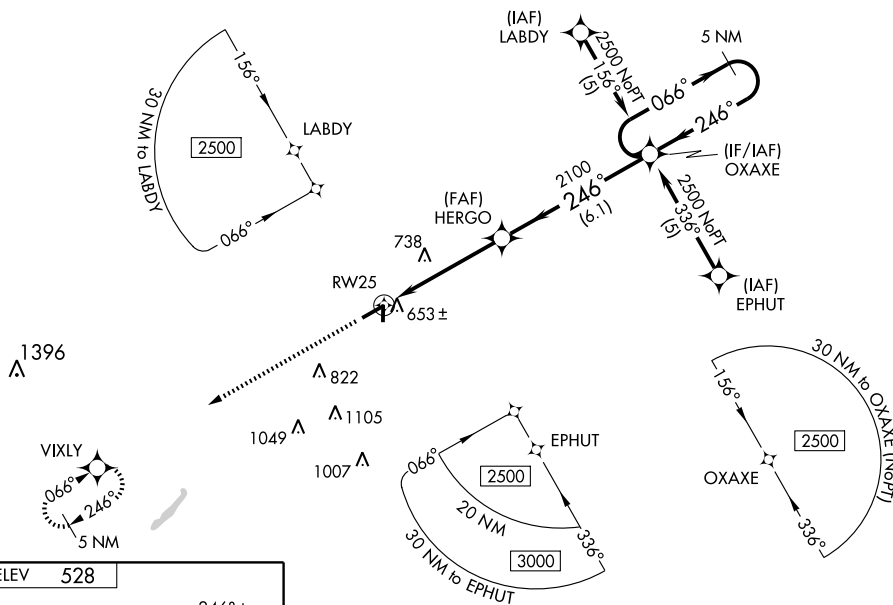 (IAF)
LABDY
2500 NoPT
156°
(5)
5 NM
066°
246°
(IF/IAF)
OXAXE
2100
246°
(6.1)
2500 NoPT
336°
(5)
(IAF)
EPHUT
(FAF)
HERGO
738
RW25
653±
822
1105
1049
1007
1396
VIXLY
066°
246°
5 NM
156°
LABDY
2500
066°
30 NM to LABDY
EPHUT
066°
2500
20 NM
336°
3000
30 NM to EPHUT
156°
30 NM to OXAXE (NoPT)
2500
OXAXE
336°
ELEV 528